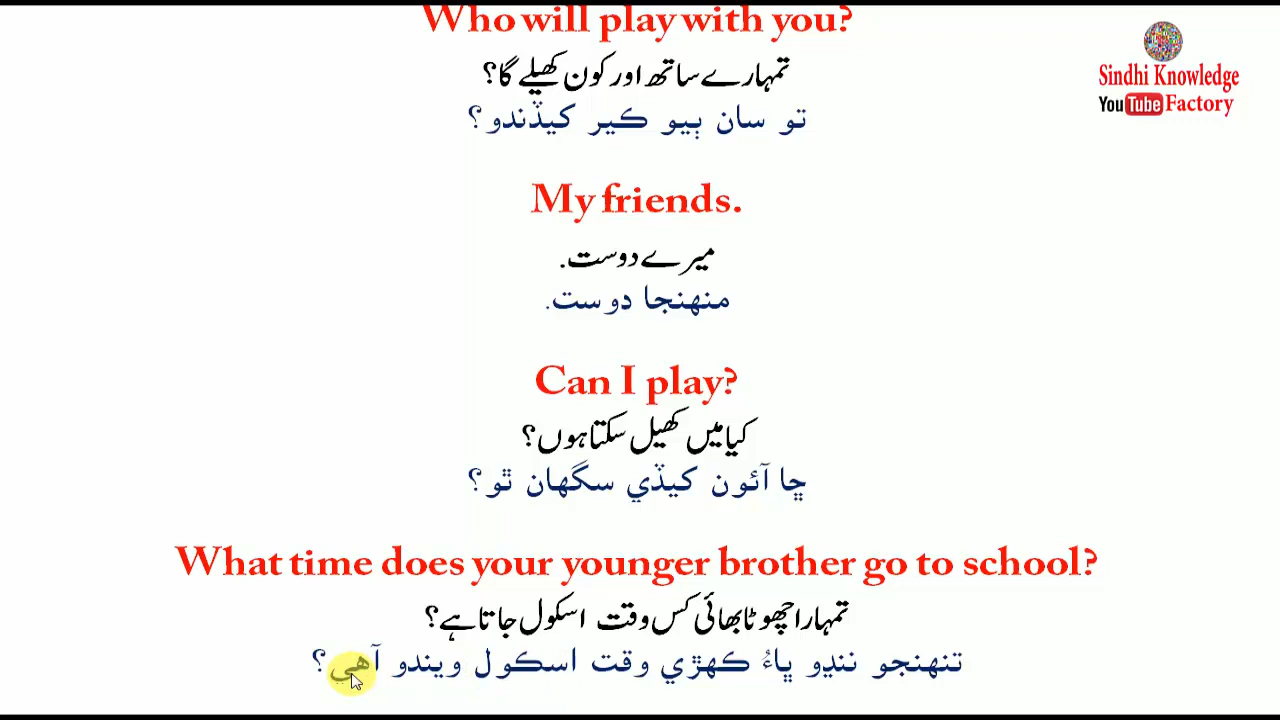 Who will play with you?
تمہارے ساتھ اور کون کھیلے گا؟
تو سان ٻيو ڪير کيڏندو؟
My friends.
میرے دوست.
منهنجا دوست.
Can I play?
کیا میں کھیل سکتا ہوں؟
ڇا آئون کيڏي سگهان ٿو؟
What time does your younger brother go to school?
تمہارا چھوٹا بھائی کس وقت اسکول جاتا ہے؟
تنهنجو ننڍو ڀاءُ ڪهڙي وقت اسڪول ويندو آهي؟
Sindhi Knowledge
YouTube Factory